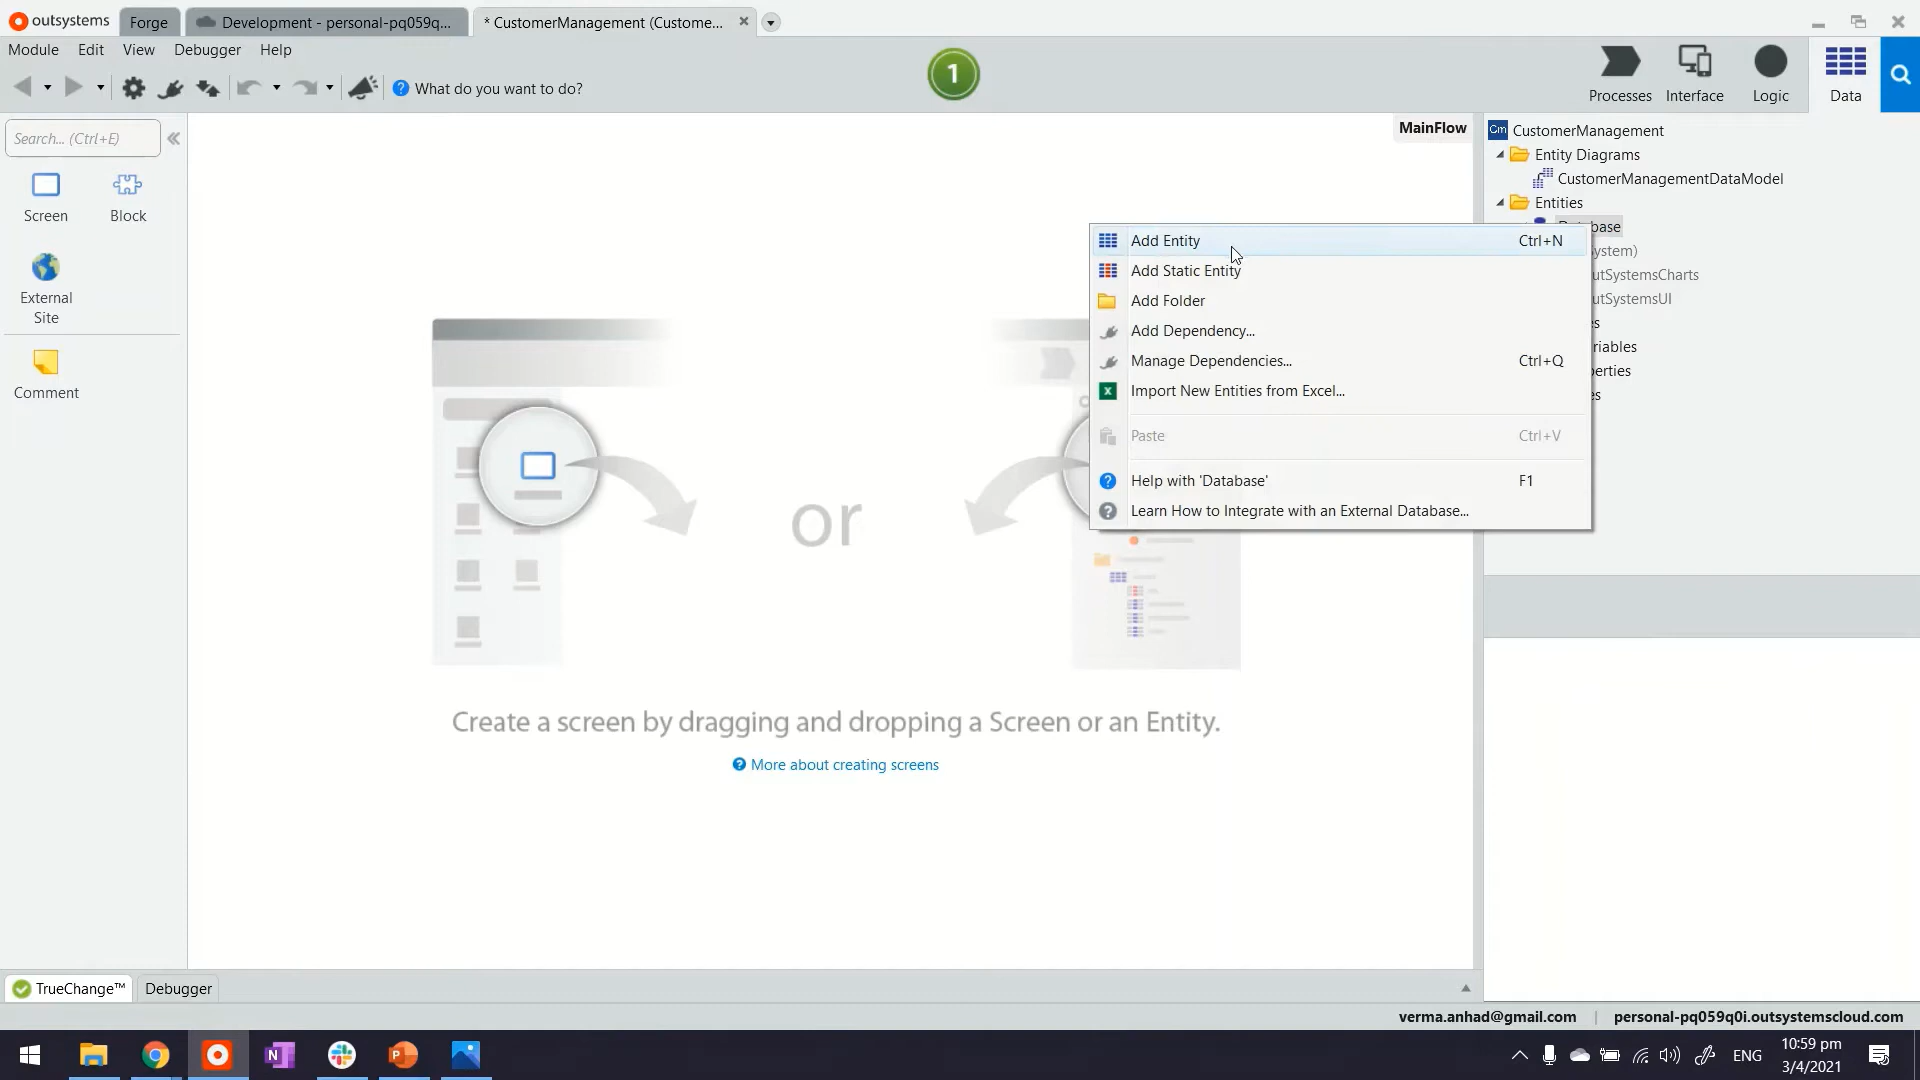 outsystems
Forge
Development - personal-pq059q...
* CustomerManagement (Custome...
Module Edit View Debugger Help
What do you want to do?
1
Processes
Interface
Logic
Data
Search... (Ctrl+E)
Screen
Block
External
Site
Comment
MainFlow
Cm CustomerManagement
Entity Diagrams
CustomerManagementDataModel
Entities
Add Entity Ctrl+N
Add Static Entity
Add Folder
Add Dependency...
Manage Dependencies... Ctrl+Q
Import New Entities from Excel...
Paste Ctrl+V
Help with 'Database' F1
Learn How to Integrate with an External Database...
ystem)
utSystemsCharts
utSystemsUI
or
Create a screen by dragging and dropping a Screen or an Entity.
More about creating screens
TrueChange™
Debugger
verma.anhad@gmail.com | personal-pq059q0i.outsystemscloud.com
ENG
10:59 pm
3/4/2021